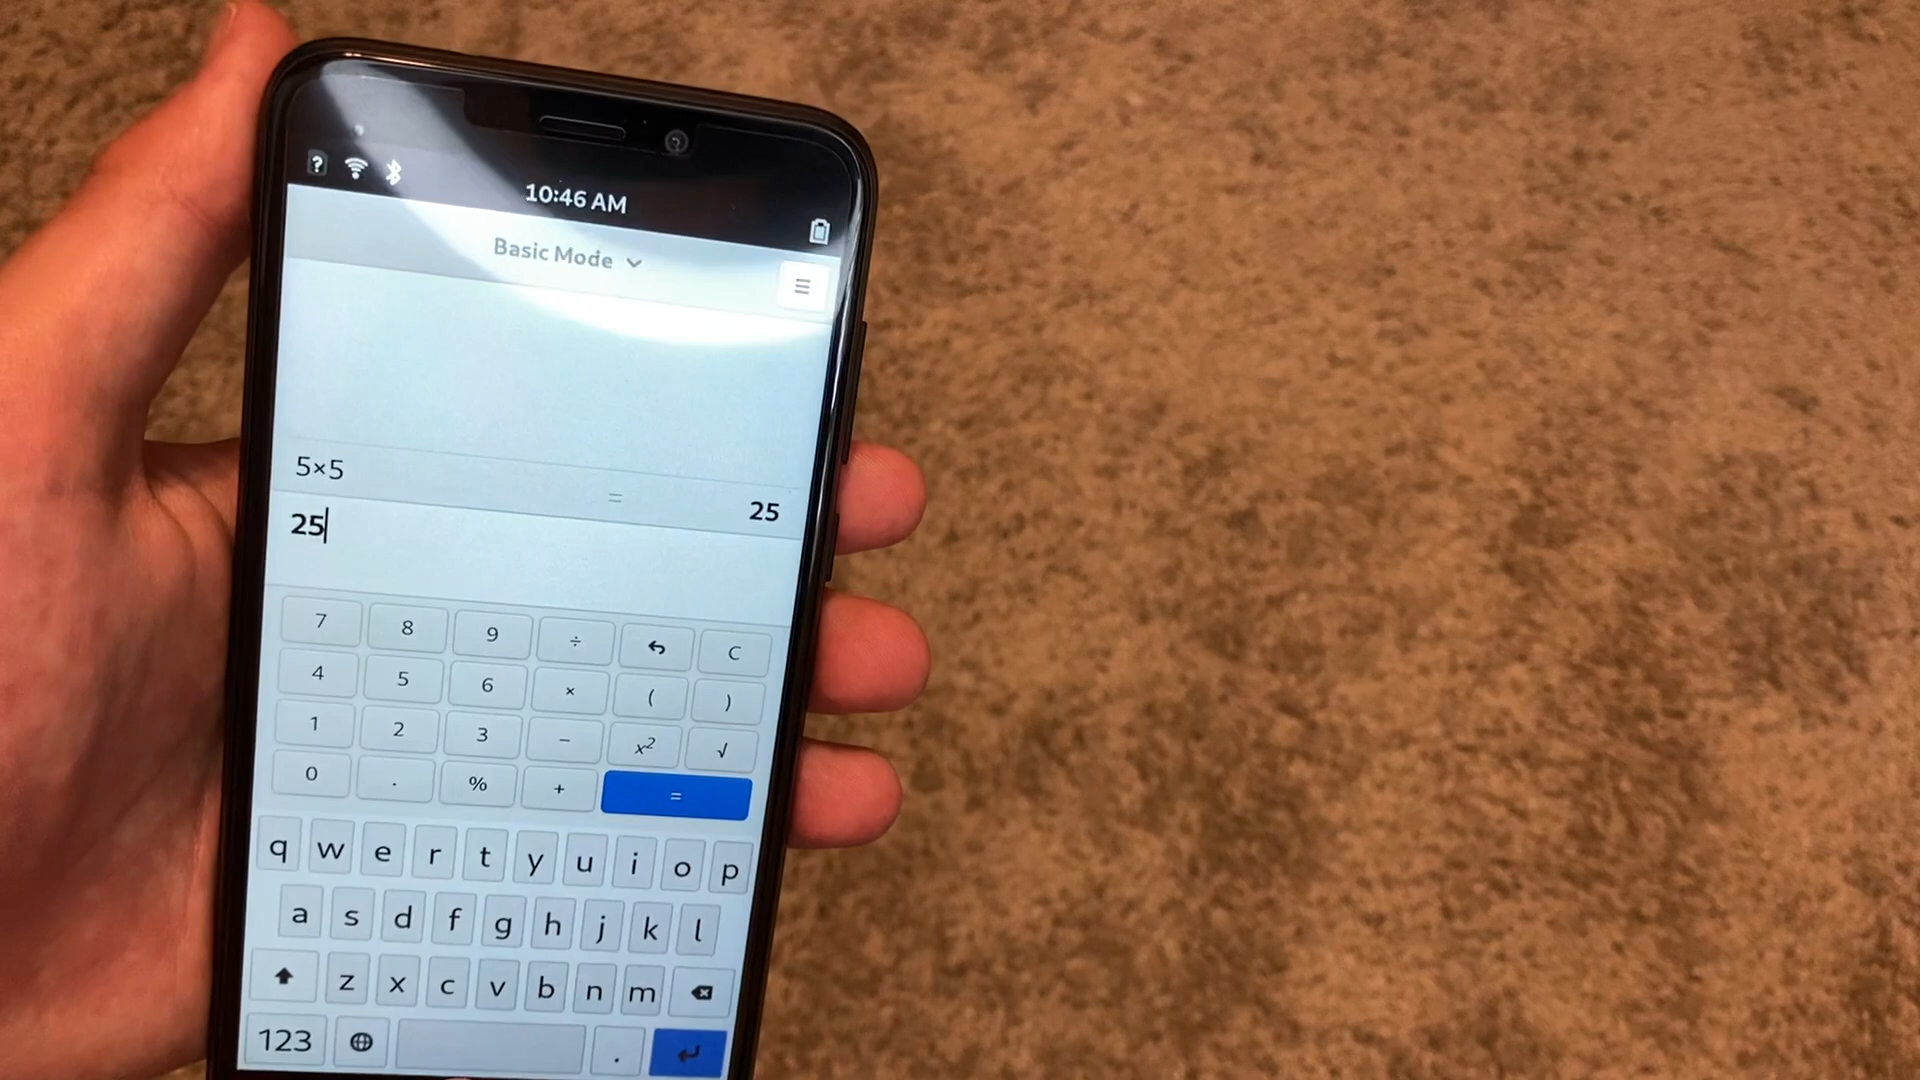 ?
10:46 AM
Basic Mode
5×5 = 25
25
7 8 9 ÷ C
4 5 6 × ( )
1 2 3 − x² √
0 . % + =
q w e r t y u i o p
a s d f g h j k l
z x c v b n m
123 .